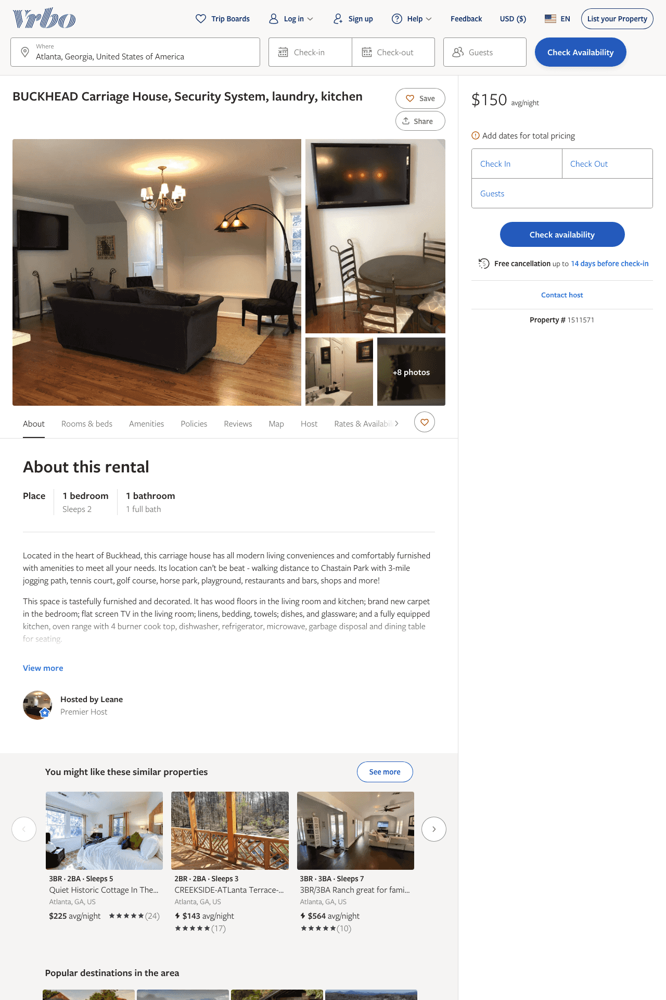 Vrbo
Trip Boards
Log in
Sign up
Help
Feedback
USD ($)
EN
List your Property
Where
Atlanta, Georgia, United States of America
Check-in
Check-out
Guests
Check Availability
BUCKHEAD Carriage House, Security System, laundry, kitchen
Save
Share
$150 avg/night
Add dates for total pricing
Check In
Check Out
Guests
Check availability
Free cancellation up to 14 days before check-in
Contact host
Property # 1511571
GEORGIA
SAVANNAH
+8 photos
About
Rooms & beds
Amenities
Policies
Reviews
Map
Host
Rates & Availabili
About this rental
Place
1 bedroom
Sleeps 2
1 bathroom
1 full bath
Located in the heart of Buckhead, this carriage house has all modern living conveniences and comfortably furnished
with amenities to meet all your needs. Its location can't be beat - walking distance to Chastain Park with 3-mile
jogging path, tennis court, golf course, horse park, playground, restaurants and bars, shops and more!
This space is tastefully furnished and decorated. It has wood floors in the living room and kitchen; brand new carpet
in the bedroom; flat screen TV in the living room; linens, bedding, towels; dishes, and glassware; and a fully equipped
kitchen, oven range with 4 burner cook top, dishwasher, refrigerator, microwave, garbage disposal and dining table
for seating.
View more
Hosted by Leane
Premier Host
You might like these similar properties
See more
3BR · 2BA · Sleeps 5
Quiet Historic Cottage In The...
Atlanta, GA, US
$225 avg/night
(24)
2BR · 2BA · Sleeps 3
CREEKSIDE-ATLanta Terrace-...
Atlanta, GA, US
$143 avg/night
(17)
3BR · 3BA · Sleeps 7
3BR/3BA Ranch great for fami...
Atlanta, GA, US
$564 avg/night
(10)
Popular destinations in the area